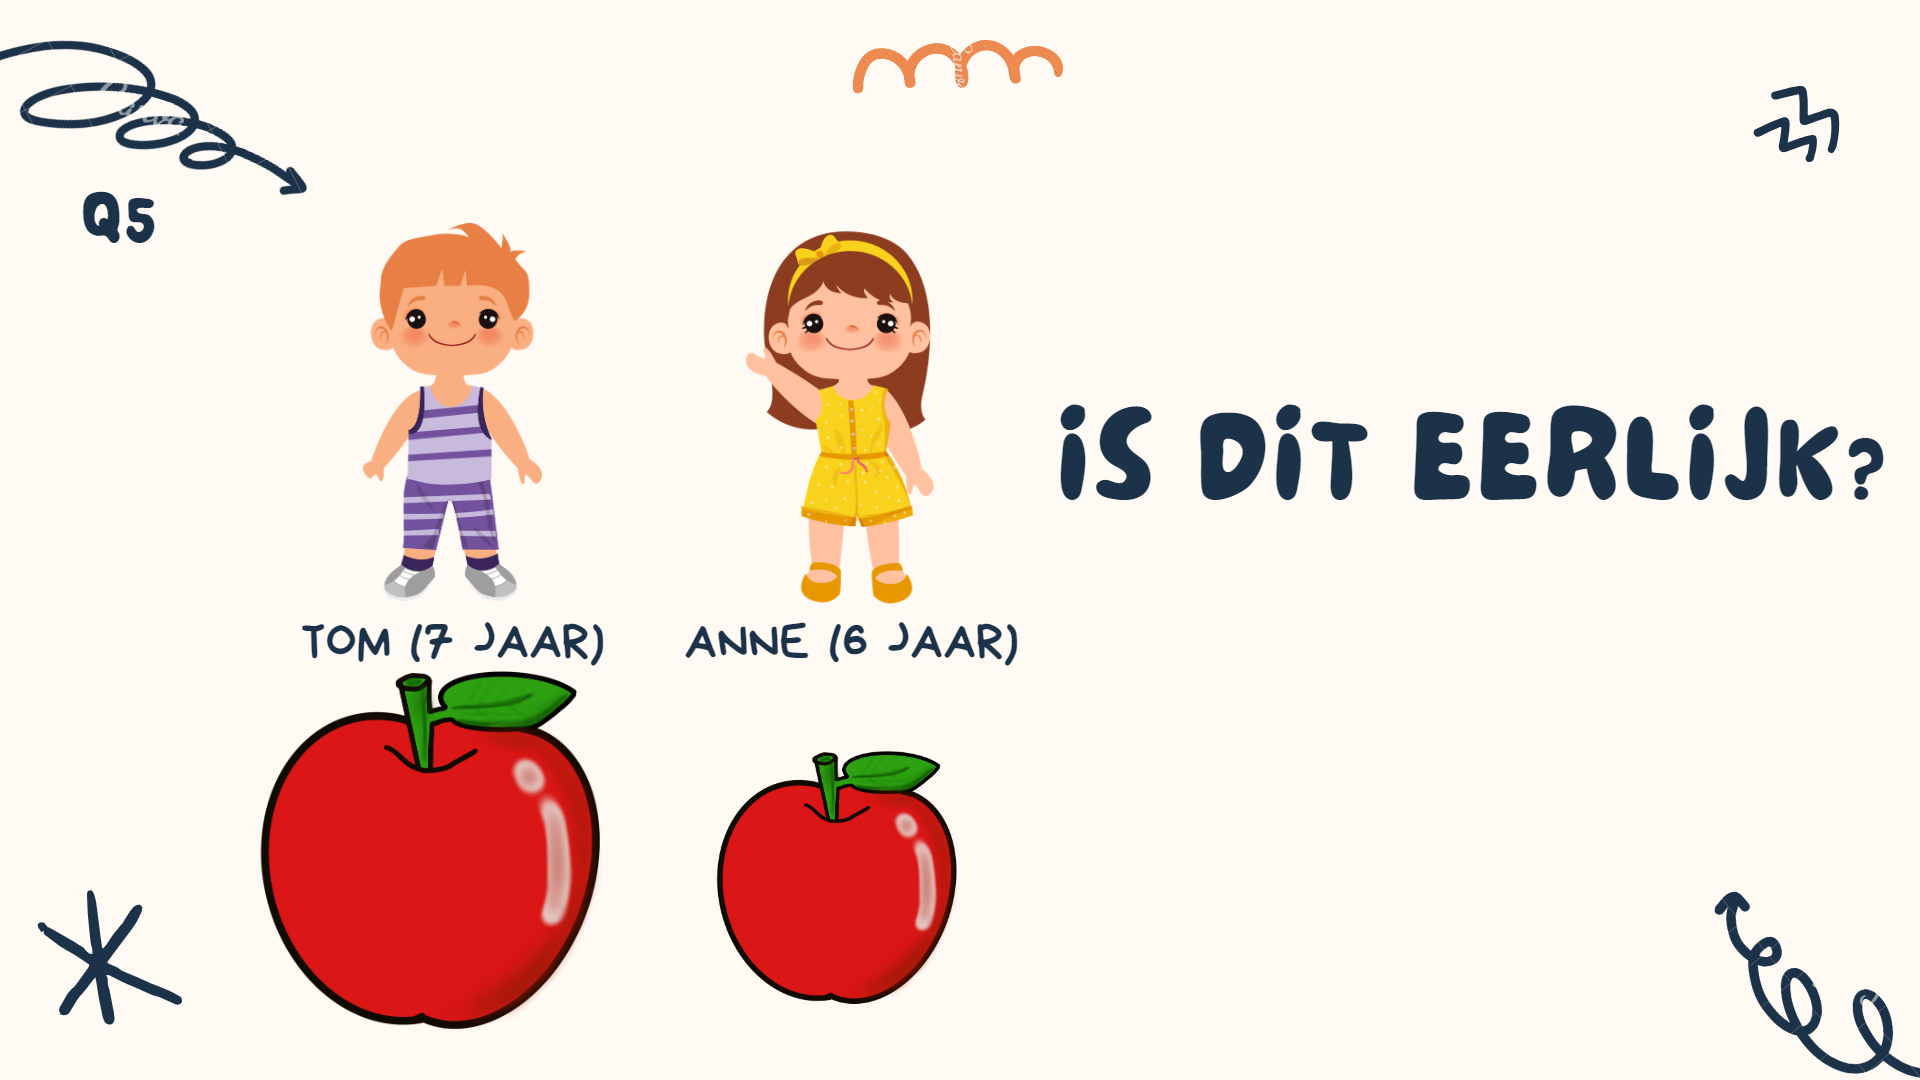 Q5
iS DiT EERLiJK?
TOM (7 JAAR)
ANNE (6 JAAR)